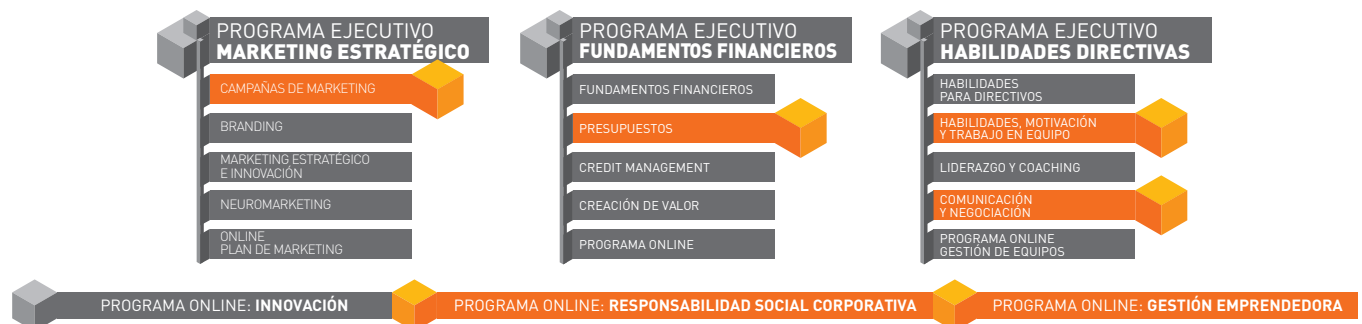 PROGRAMA EJECUTIVO
MARKETING ESTRATÉGICO
CAMPAÑAS DE MARKETING
BRANDING
MARKETING ESTRATÉGICO
E INNOVACIÓN
NEUROMARKETING
ONLINE
PLAN DE MARKETING
PROGRAMA EJECUTIVO
FUNDAMENTOS FINANCIEROS
FUNDAMENTOS FINANCIEROS
PRESUPUESTOS
CREDIT MANAGEMENT
CREACIÓN DE VALOR
PROGRAMA ONLINE
PROGRAMA EJECUTIVO
HABILIDADES DIRECTIVAS
HABILIDADES
PARA DIRECTIVOS
HABILIDADES, MOTIVACIÓN
Y TRABAJO EN EQUIPO
LIDERAZGO Y COACHING
COMUNICACIÓN
Y NEGOCIACIÓN
PROGRAMA ONLINE
GESTIÓN DE EQUIPOS
PROGRAMA ONLINE: INNOVACIÓN
PROGRAMA ONLINE: RESPONSABILIDAD SOCIAL CORPORATIVA
PROGRAMA ONLINE: GESTIÓN EMPRENDEDORA